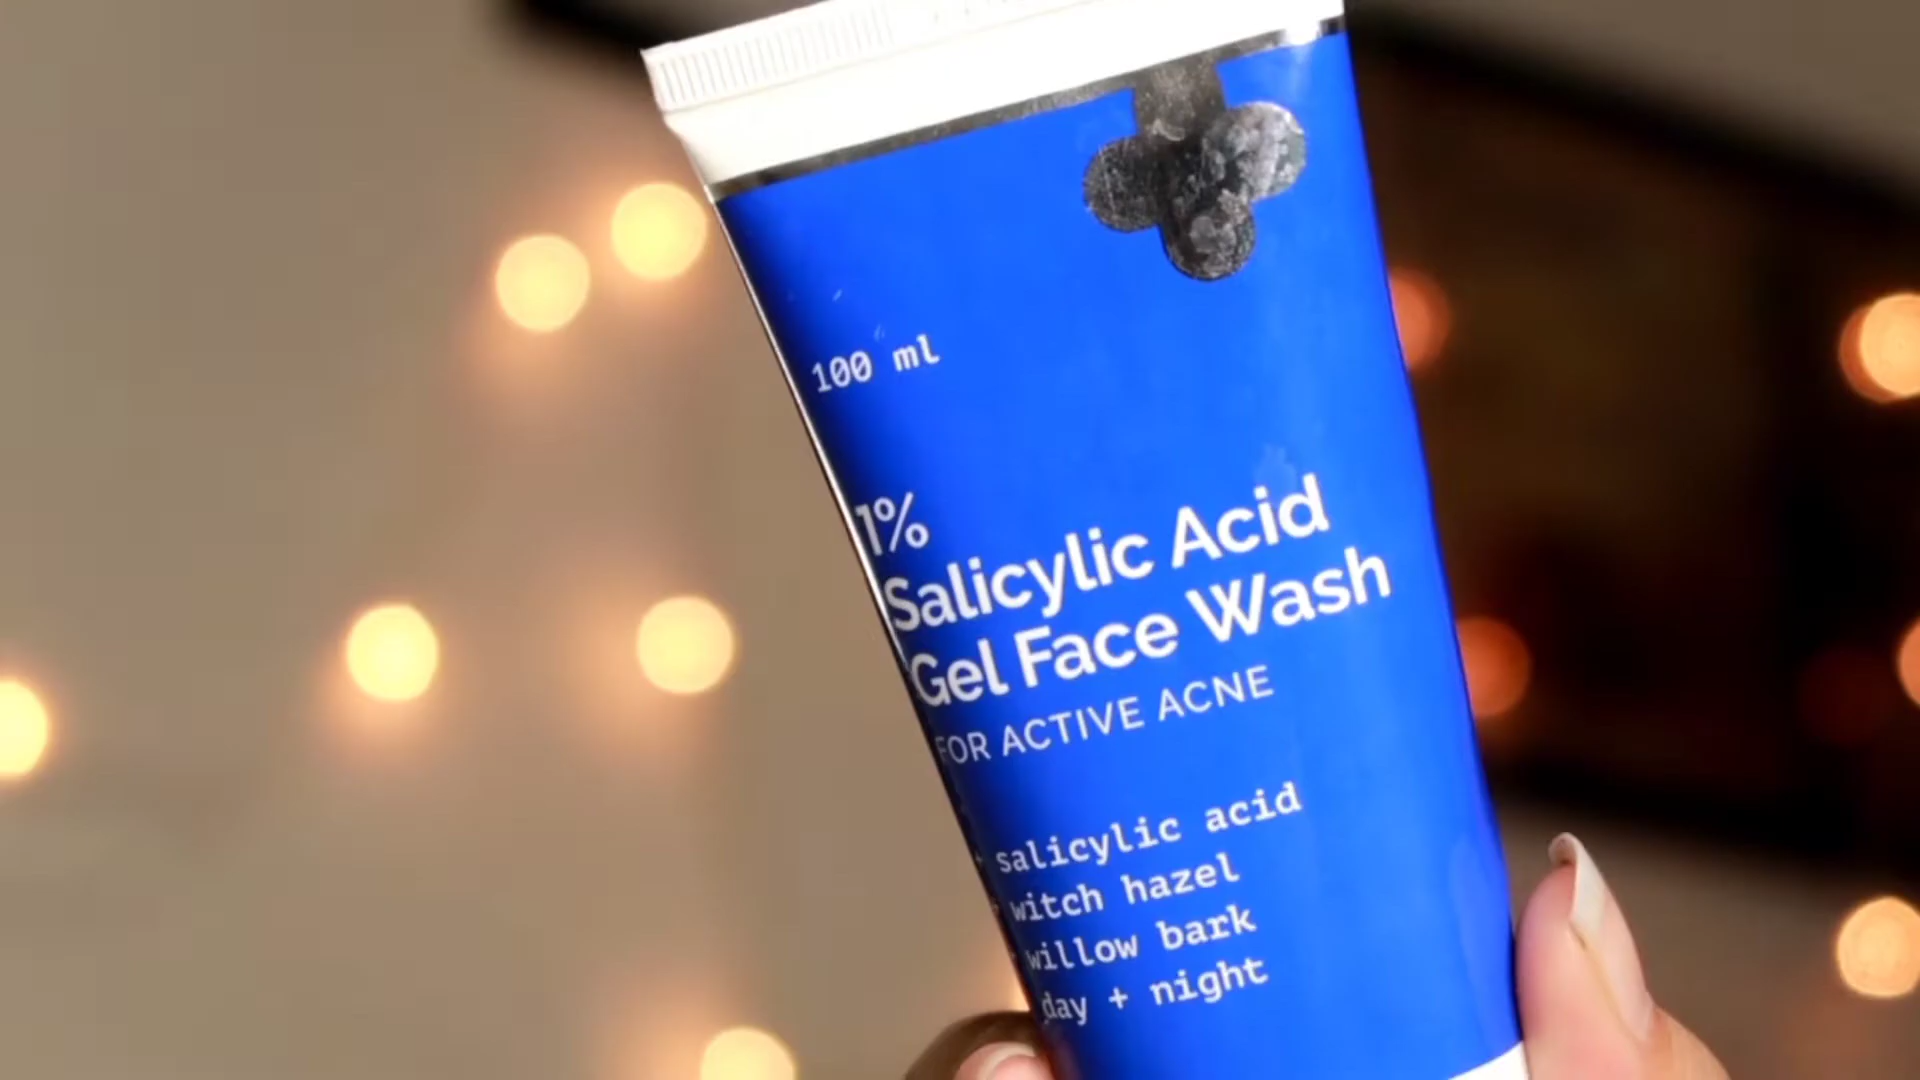 100 ml
1%
Salicylic Acid
Gel Face Wash
FOR ACTIVE ACNE
salicylic acid
witch hazel
willow bark
day + night